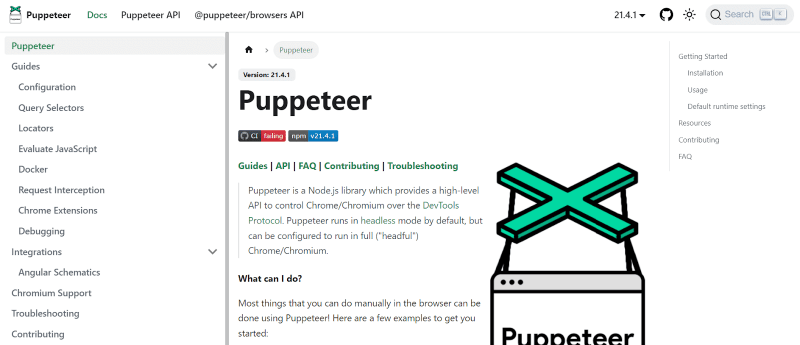 Puppeteer Docs Puppeteer API @puppeteer/browsers API 21.4.1 Search
Puppeteer
Guides
Configuration
Query Selectors
Locators
Evaluate JavaScript
Docker
Request Interception
Chrome Extensions
Debugging
Integrations
Angular Schematics
Chromium Support
Troubleshooting
Contributing
Puppeteer
Version: 21.4.1
Puppeteer
CI failing npm v21.4.1
Guides | API | FAQ | Contributing | Troubleshooting
Puppeteer is a Node.js library which provides a high-level
API to control Chrome/Chromium over the DevTools
Protocol. Puppeteer runs in headless mode by default, but
can be configured to run in full ("headful")
Chrome/Chromium.
What can I do?
Most things that you can do manually in the browser can be
done using Puppeteer! Here are a few examples to get you
started:
Puppeteer
Getting Started
Installation
Usage
Default runtime settings
Resources
Contributing
FAQ